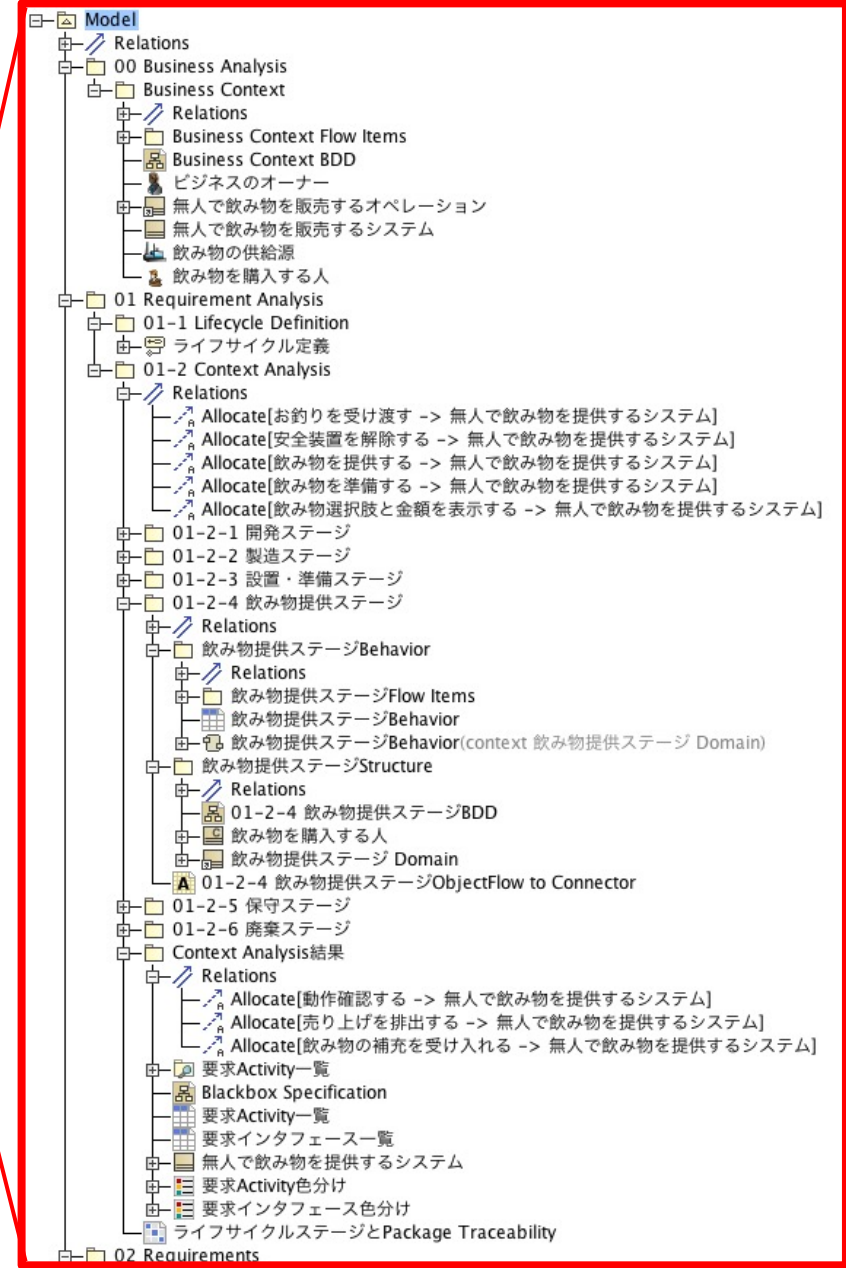 Model
Relations
00 Business Analysis
Business Context
Relations
Business Context Flow Items
Business Context BDD
ビジネスのオーナー
無人で飲み物を販売するオペレーション
無人で飲み物を販売するシステム
飲み物の供給源
飲み物を購入する人
01 Requirement Analysis
01-1 Lifecycle Definition
ライフサイクル定義
01-2 Context Analysis
Relations
Allocate[お釣りを受け渡す -> 無人で飲み物を提供するシステム]
Allocate[安全装置を解除する -> 無人で飲み物を提供するシステム]
Allocate[飲み物を提供する -> 無人で飲み物を提供するシステム]
Allocate[飲み物を準備する -> 無人で飲み物を提供するシステム]
Allocate[飲み物選択肢と金額を表示する -> 無人で飲み物を提供するシステム]
01-2-1 開発ステージ
01-2-2 製造ステージ
01-2-3 設置・準備ステージ
01-2-4 飲み物提供ステージ
Relations
飲み物提供ステージBehavior
Relations
飲み物提供ステージFlow Items
飲み物提供ステージBehavior
飲み物提供ステージBehavior(context 飲み物提供ステージ Domain)
飲み物提供ステージStructure
Relations
01-2-4 飲み物提供ステージBDD
飲み物を購入する人
飲み物提供ステージ Domain
01-2-4 飲み物提供ステージObjectFlow to Connector
01-2-5 保守ステージ
01-2-6 廃棄ステージ
Context Analysis結果
Relations
Allocate[動作確認する -> 無人で飲み物を提供するシステム]
Allocate[売り上げを排出する -> 無人で飲み物を提供するシステム]
Allocate[飲み物の補充を受け入れる -> 無人で飲み物を提供するシステム]
要求Activity一覧
Blackbox Specification
要求Activity一覧
要求インタフェース一覧
無人で飲み物を提供するシステム
要求Activity色分け
要求インタフェース色分け
ライフサイクルステージとPackage Traceability
02 Requirements